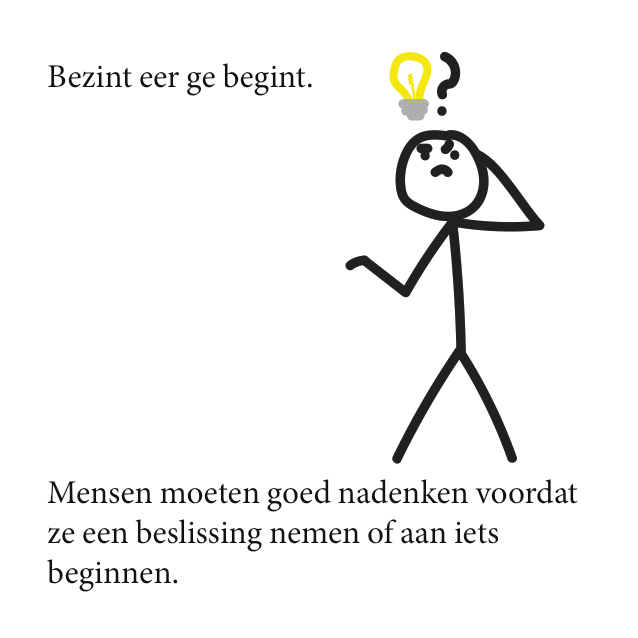 Bezint eer ge begint.
?
Mensen moeten goed nadenken voordat
ze een beslissing nemen of aan iets
beginnen.